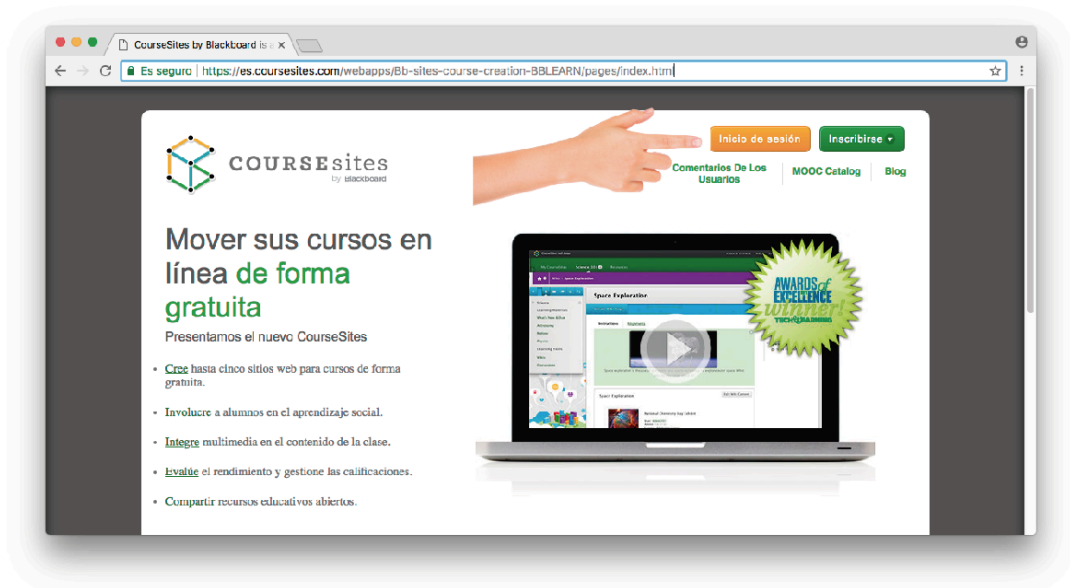 CourseSites by Blackboard is a
Es seguro | https://es.coursesites.com/webapps/Bb-sites-course-creation-BBLEARN/pages/index.html
COURSEsites
by Blackboard
Inicio de sesión
Inscribirse
Comentarios De Los
Usuarios
MOOC Catalog
Blog
Mover sus cursos en
línea de forma
gratuita
Presentamos el nuevo CourseSites
Cree hasta cinco sitios web para cursos de forma
gratuita.
Involucre a alumnos en el aprendizaje social.
Integre multimedia en el contenido de la clase.
Evalúe el rendimiento y gestione las calificaciones.
Compartir recursos educativos abiertos.
Space Exploration
Space Exploration
AWARDS of
EXCELLENCE
winner!
TECH&LEARNING